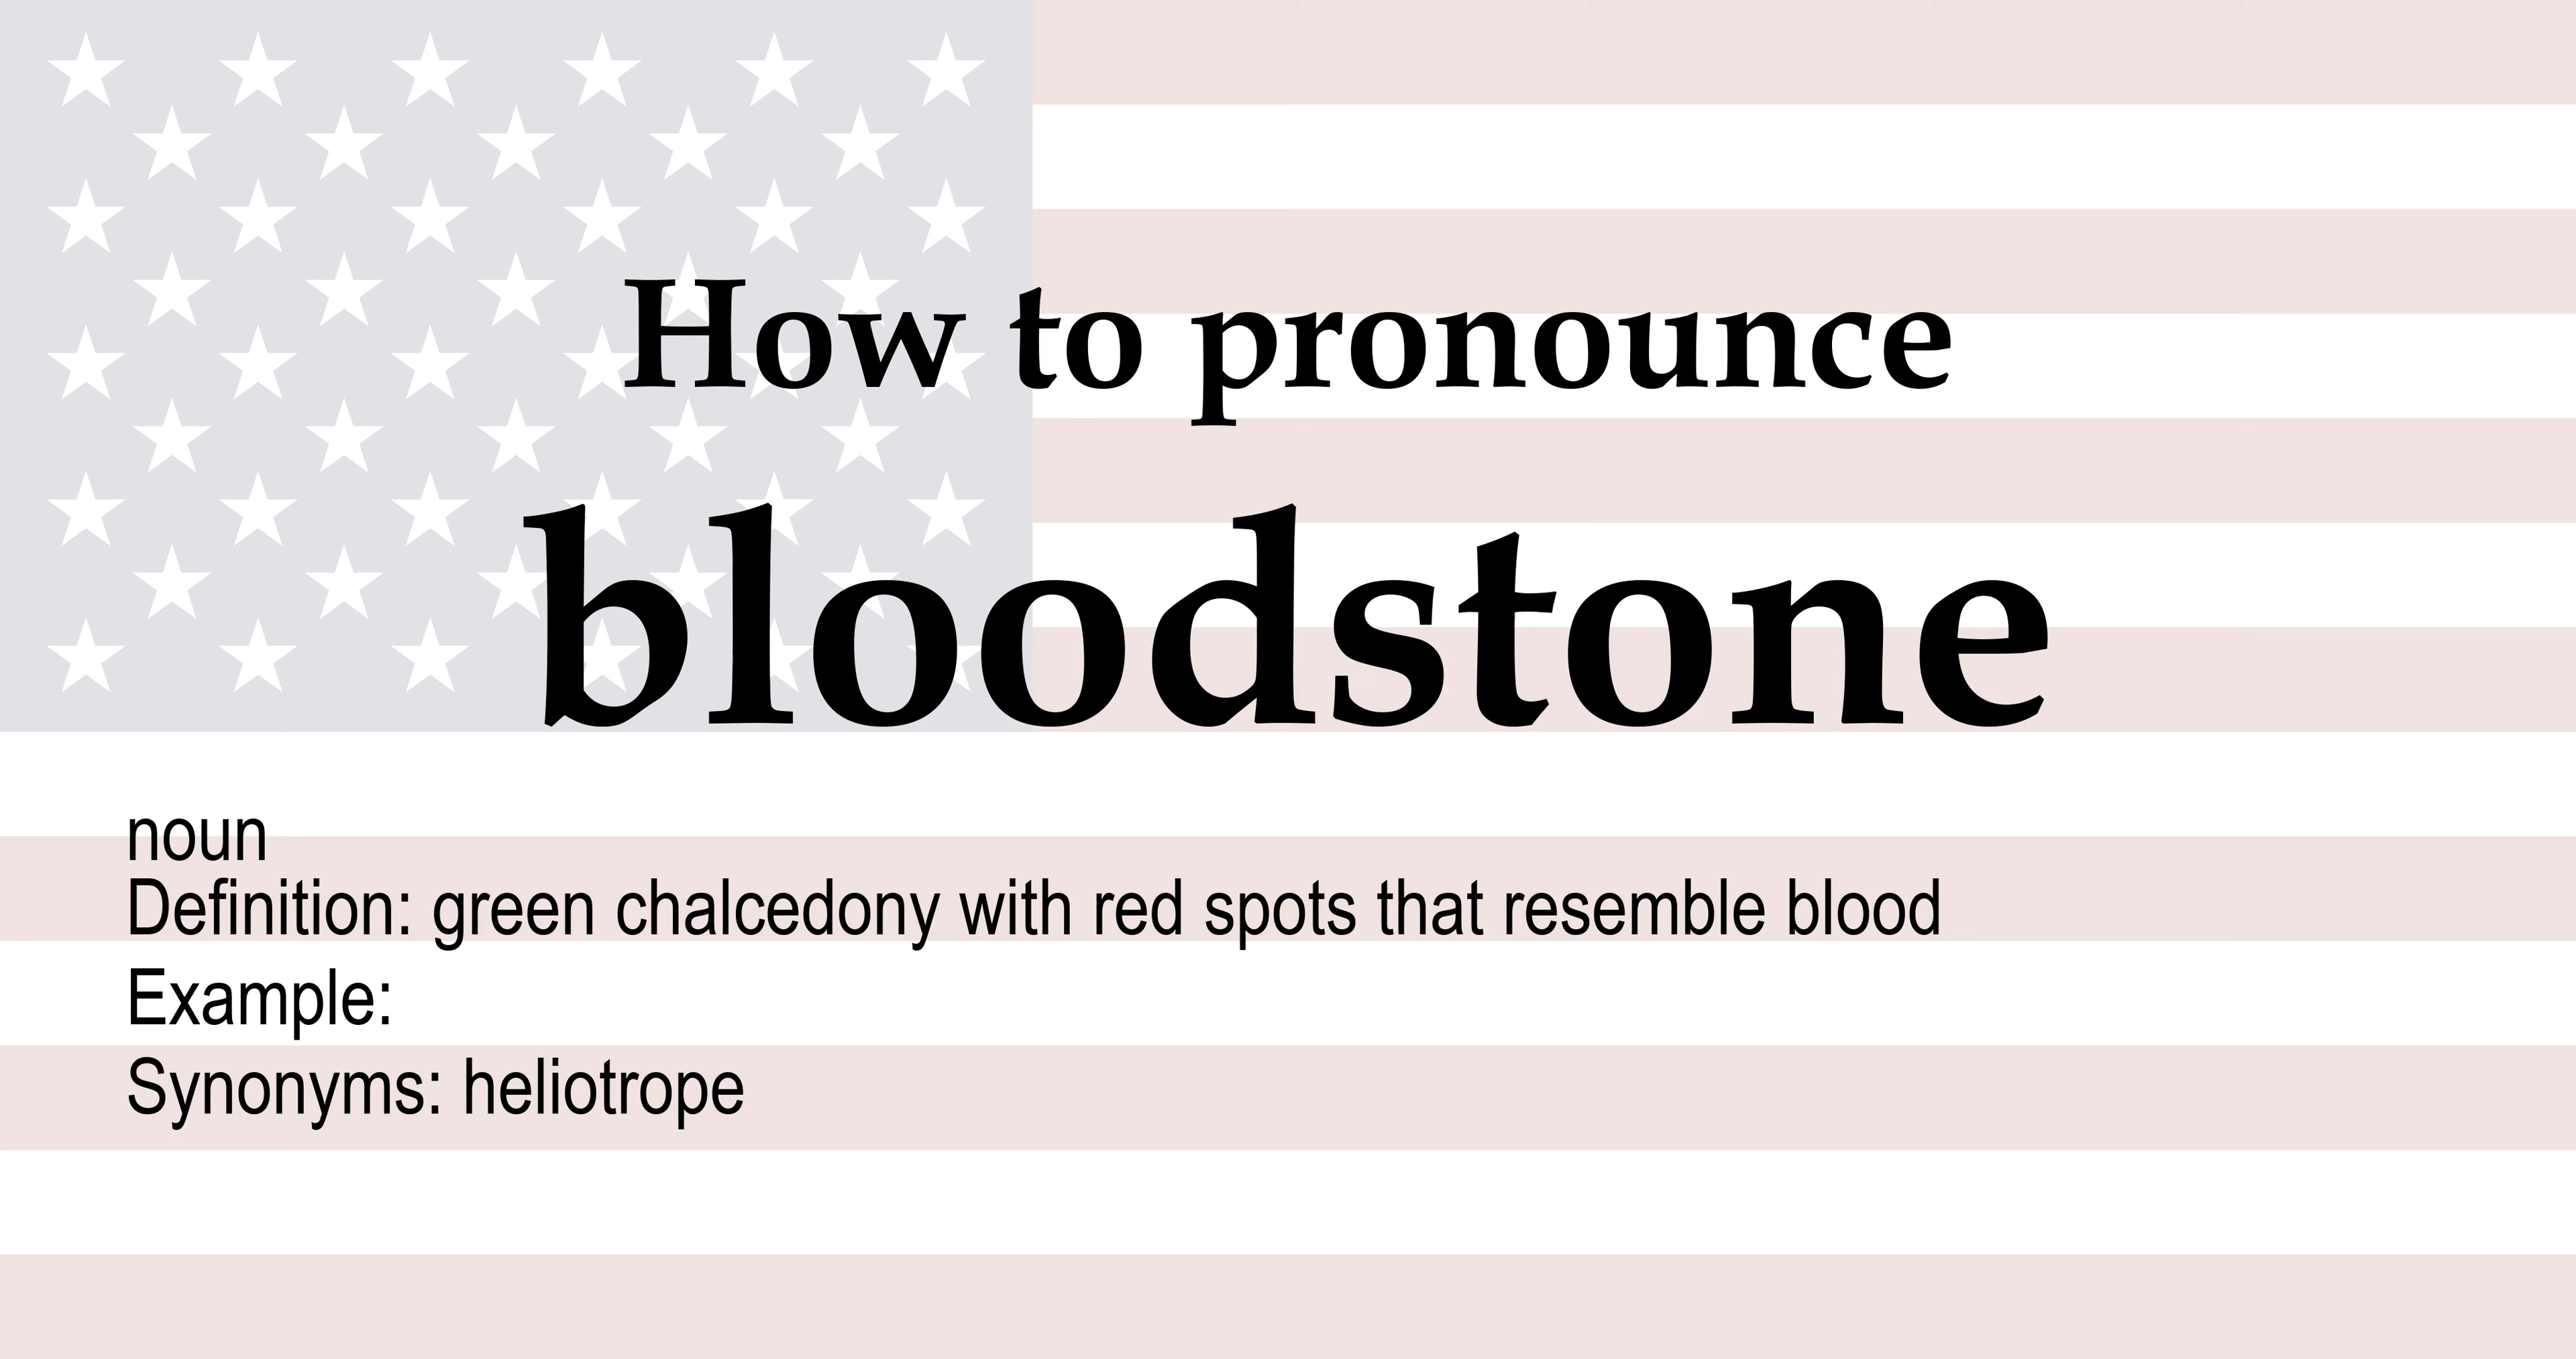 How to pronounce
bloodstone
noun
Definition: green chalcedony with red spots that resemble blood
Example:
Synonyms: heliotrope